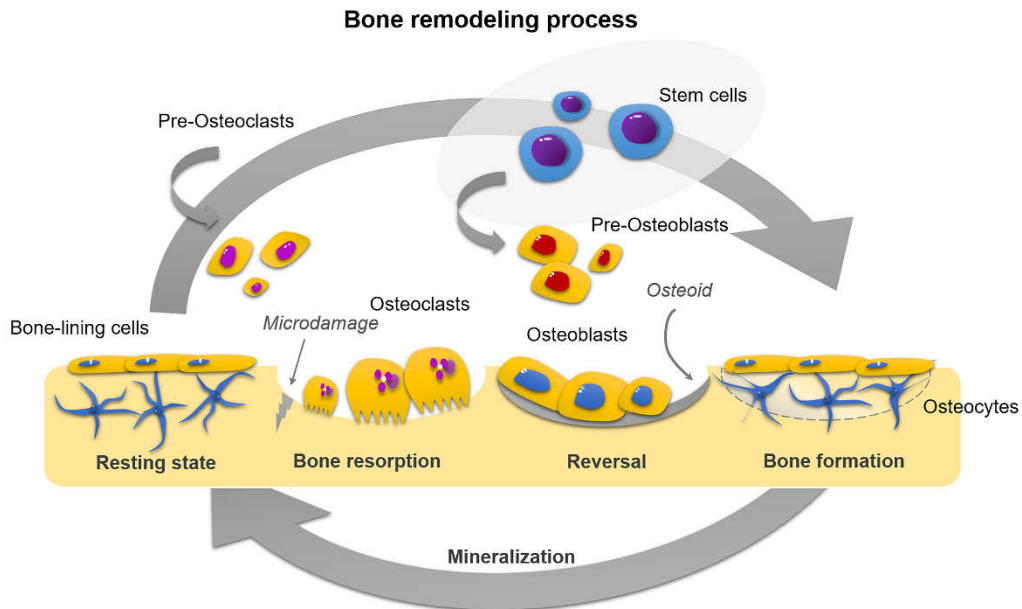 Bone remodeling process
Stem cells
Pre-Osteoclasts
Pre-Osteoblasts
Osteoid
Osteoclasts
Microdamage
Bone-lining cells
Osteoblasts
Osteocytes
Resting state
Bone resorption
Reversal
Bone formation
Mineralization